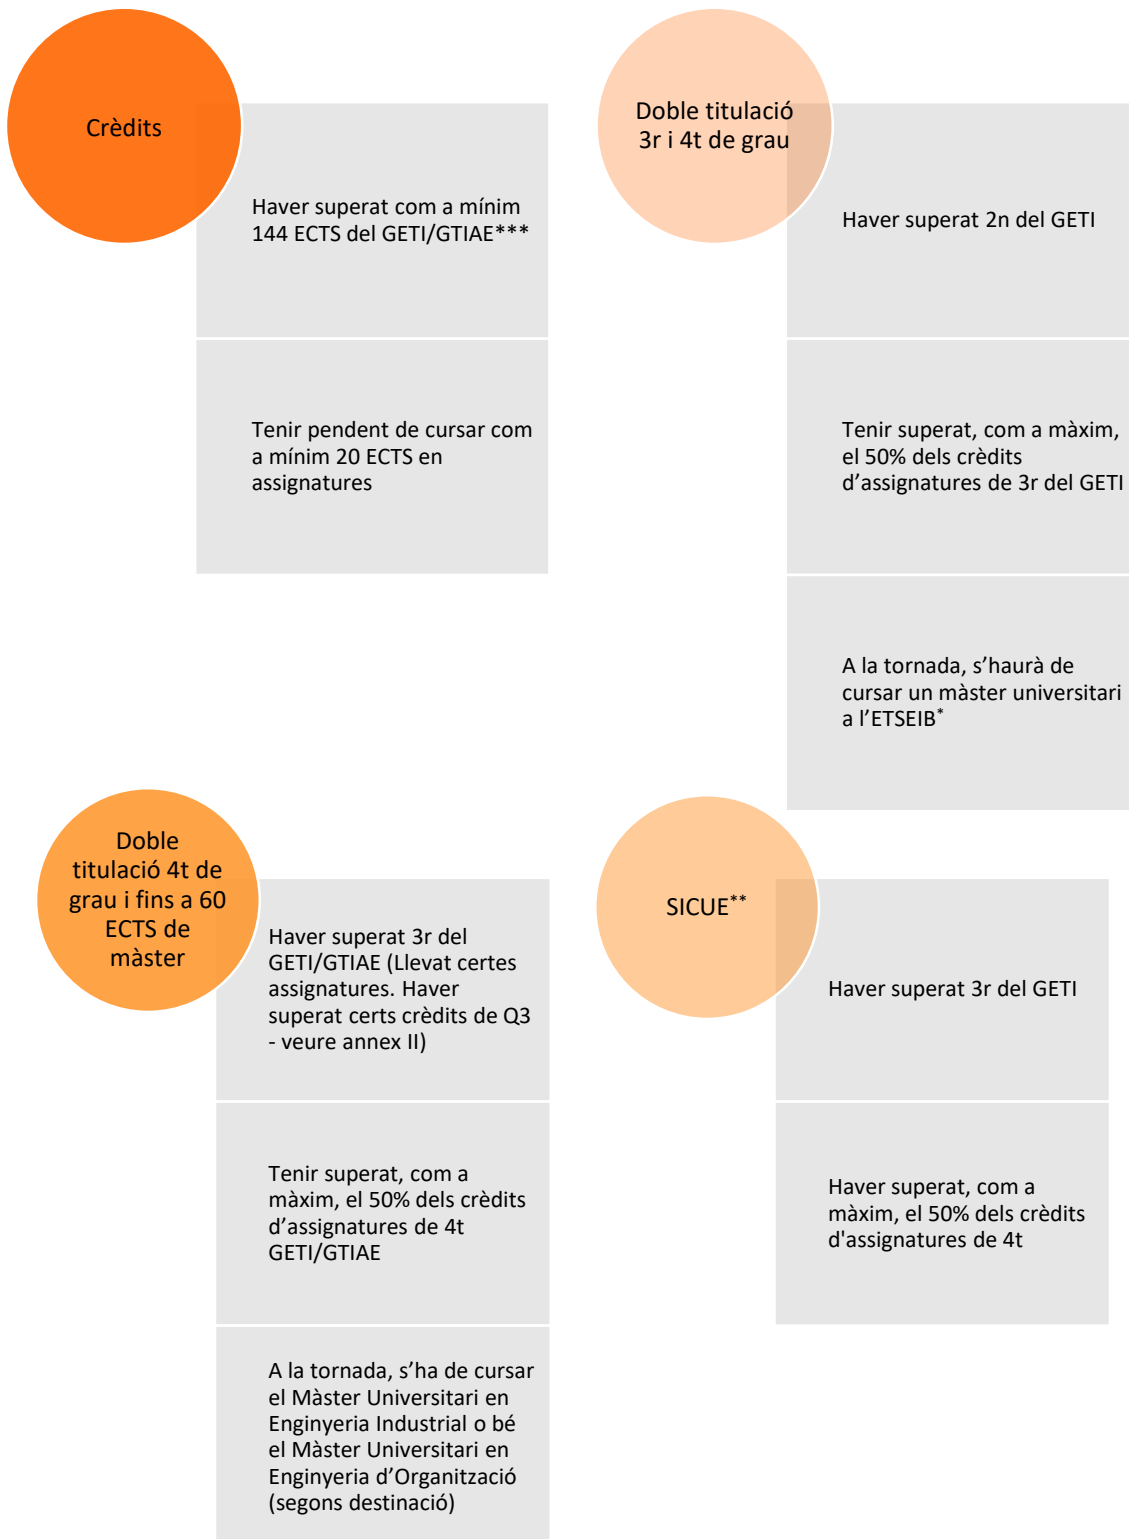 Crèdits
Haver superat com a mínim
144 ECTS del GETI/GTIAE***
Tenir pendent de cursar com
a mínim 20 ECTS en
assignatures
Doble titulació
3r i 4t de grau
Haver superat 2n del GETI
Tenir superat, com a màxim,
el 50% dels crèdits
d’assignatures de 3r del GETI
A la tornada, s’haurà de
cursar un màster universitari
a l’ETSEIB*
Doble
titulació 4t de
grau i fins a 60
ECTS de
màster
Haver superat 3r del
GETI/GTIAE (Llevat certes
assignatures. Haver
superat certs crèdits de Q3
- veure annex II)
Tenir superat, com a
màxim, el 50% dels crèdits
d’assignatures de 4t
GETI/GTIAE
A la tornada, s’ha de cursar
el Màster Universitari en
Enginyeria Industrial o bé
el Màster Universitari en
Enginyeria d’Organització
(segons destinació)
SICUE**
Haver superat 3r del GETI
Haver superat, com a
màxim, el 50% dels crèdits
d'assignatures de 4t